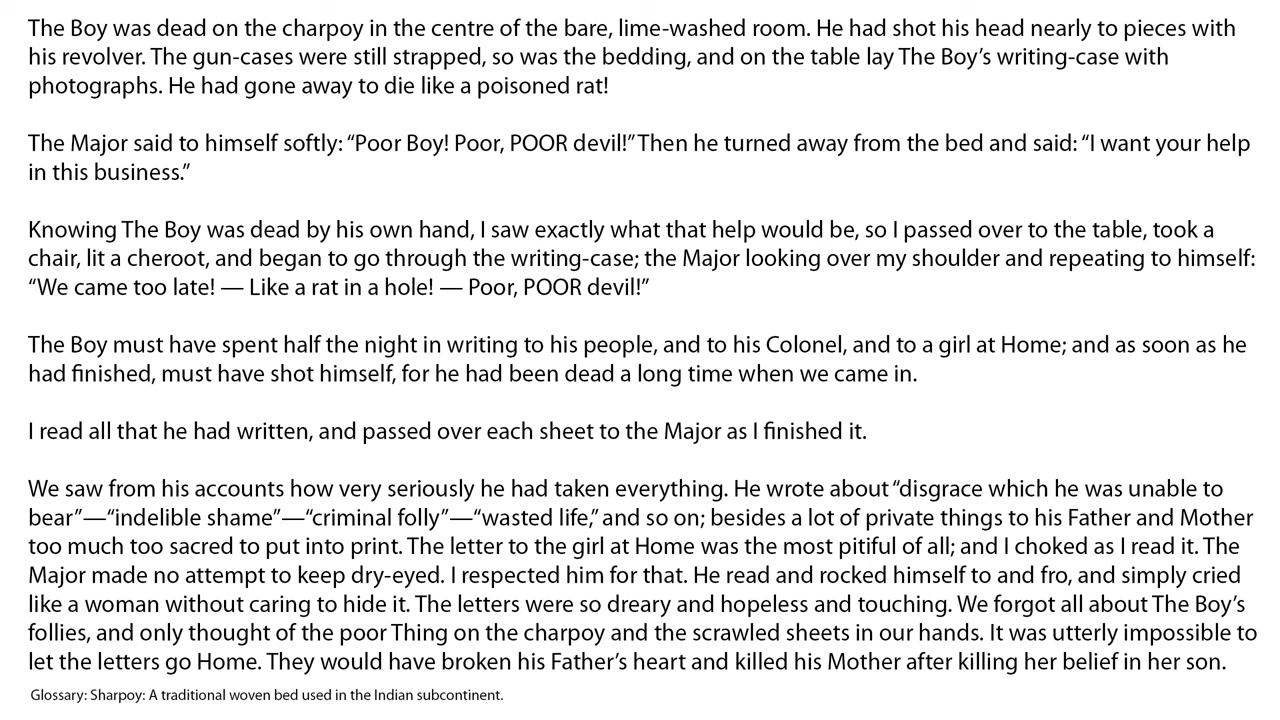 The Boy was dead on the charpoy in the centre of the bare, lime-washed room. He had shot his head nearly to pieces with
his revolver. The gun-cases were still strapped, so was the bedding, and on the table lay The Boy’s writing-case with
photographs. He had gone away to die like a poisoned rat!
The Major said to himself softly: “Poor Boy! Poor, POOR devil!” Then he turned away from the bed and said: “I want your help
in this business.”
Knowing The Boy was dead by his own hand, I saw exactly what that help would be, so I passed over to the table, took a
chair, lit a cheroot, and began to go through the writing-case; the Major looking over my shoulder and repeating to himself:
“We came too late! — Like a rat in a hole! — Poor, POOR devil!”
The Boy must have spent half the night in writing to his people, and to his Colonel, and to a girl at Home; and as soon as he
had finished, must have shot himself, for he had been dead a long time when we came in.
I read all that he had written, and passed over each sheet to the Major as I finished it.
We saw from his accounts how very seriously he had taken everything. He wrote about “disgrace which he was unable to
bear”—“indelible shame”—“criminal folly”—“wasted life,” and so on; besides a lot of private things to his Father and Mother
too much too sacred to put into print. The letter to the girl at Home was the most pitiful of all; and I choked as I read it. The
Major made no attempt to keep dry-eyed. I respected him for that. He read and rocked himself to and fro, and simply cried
like a woman without caring to hide it. The letters were so dreary and hopeless and touching. We forgot all about The Boy’s
follies, and only thought of the poor Thing on the charpoy and the scrawled sheets in our hands. It was utterly impossible to
let the letters go Home. They would have broken his Father’s heart and killed his Mother after killing her belief in her son.
Glossary: Sharpoy: A traditional woven bed used in the Indian subcontinent.